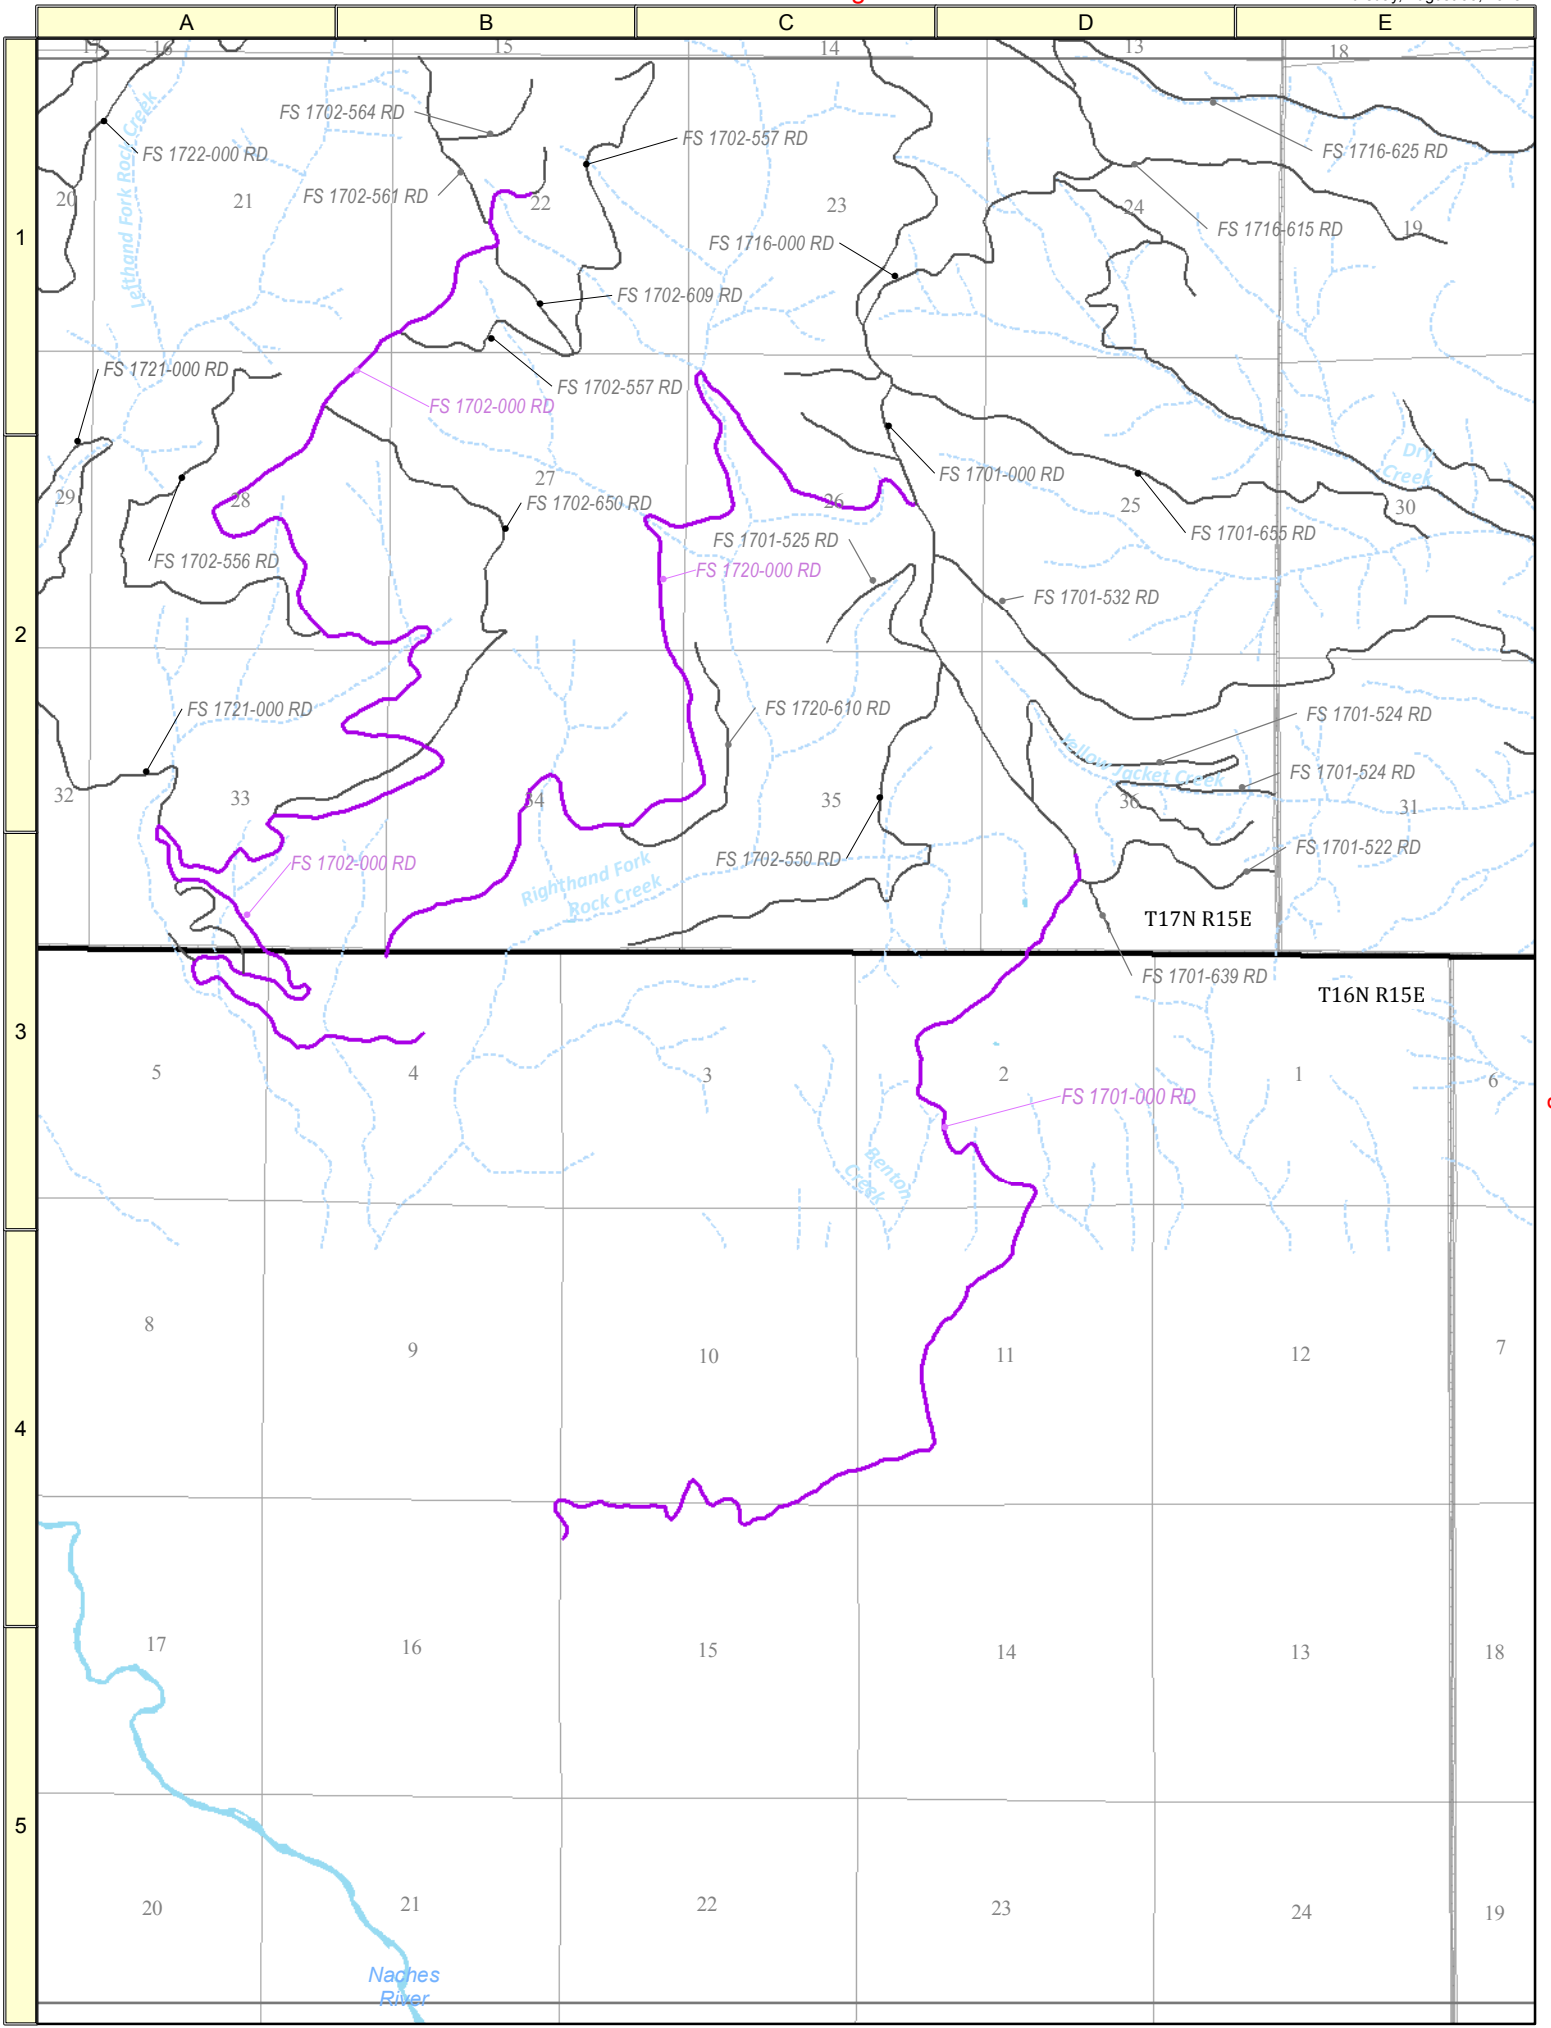 A B C D E
17 16 15 14 13 18
FS 1702-564 RD
FS 1702-557 RD
FS 1716-625 RD
FS 1722-000 RD
Lefthand Fork Rock Creek
FS 1702-561 RD
20 21 22 23 24 19
FS 1716-615 RD
1
FS 1716-000 RD
FS 1702-609 RD
FS 1721-000 RD
FS 1702-557 RD
FS 1702-000 RD
Dry
Creek
FS 1701-000 RD
29 28 27 26 25 30
FS 1702-650 RD
FS 1701-655 RD
FS 1701-525 RD
FS 1702-556 RD
FS 1720-000 RD
FS 1701-532 RD
2
FS 1721-000 RD
FS 1720-610 RD
FS 1701-524 RD
Yellow Jacket Creek
FS 1701-524 RD
32 33 34 35 36 31
FS 1701-522 RD
FS 1702-000 RD
FS 1702-550 RD
Righthand Fork
Rock Creek
T17N R15E
FS 1701-639 RD
T16N R15E
3
5 4 3 2 1 6
FS 1701-000 RD
Benton
Creek
8 9 10 11 12 7
4
17 16 15 14 13 18
5
20 21 22 23 24 19
Naches
River